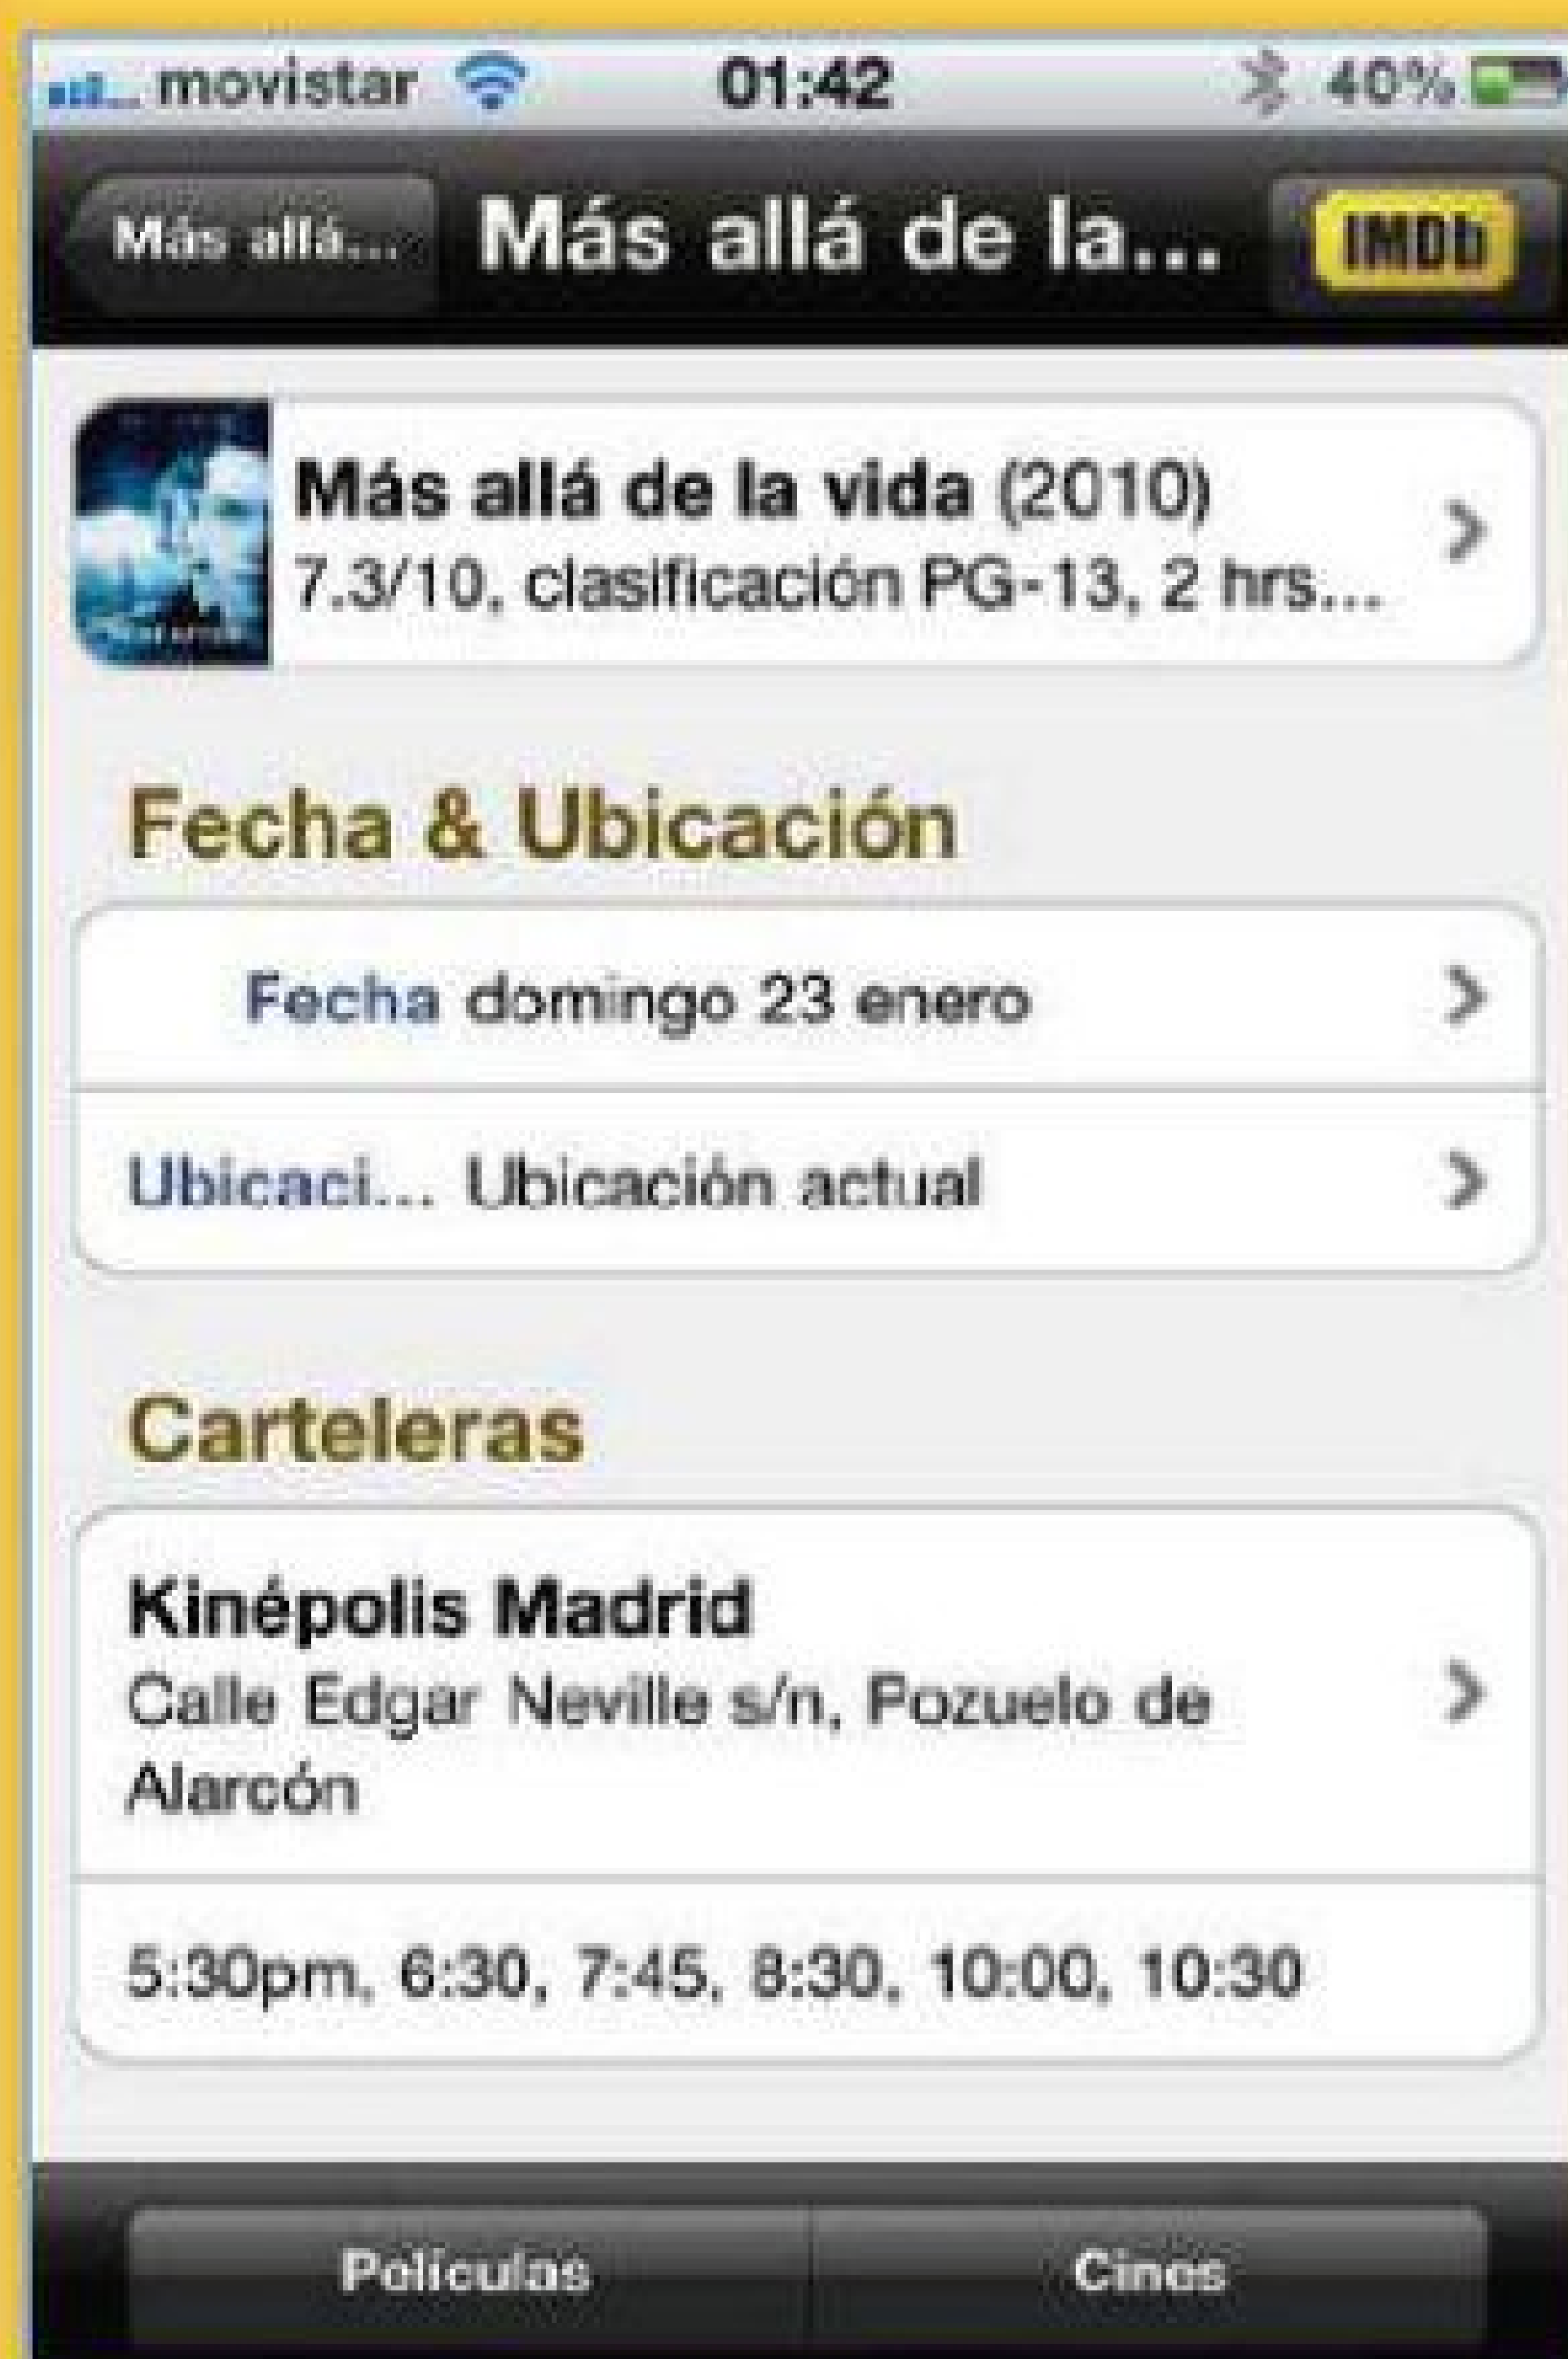 movistar 01:42 40%
Más allá... Más allá de la... IMDb
Más allá de la vida (2010)
7.3/10, clasificación PG-13, 2 hrs...
Fecha & Ubicación
Fecha domingo 23 enero
Ubicaci... Ubicación actual
Carteleras
Kinépolis Madrid
Calle Edgar Neville s/n, Pozuelo de
Alarcón
5:30pm, 6:30, 7:45, 8:30, 10:00, 10:30
Películas Cines